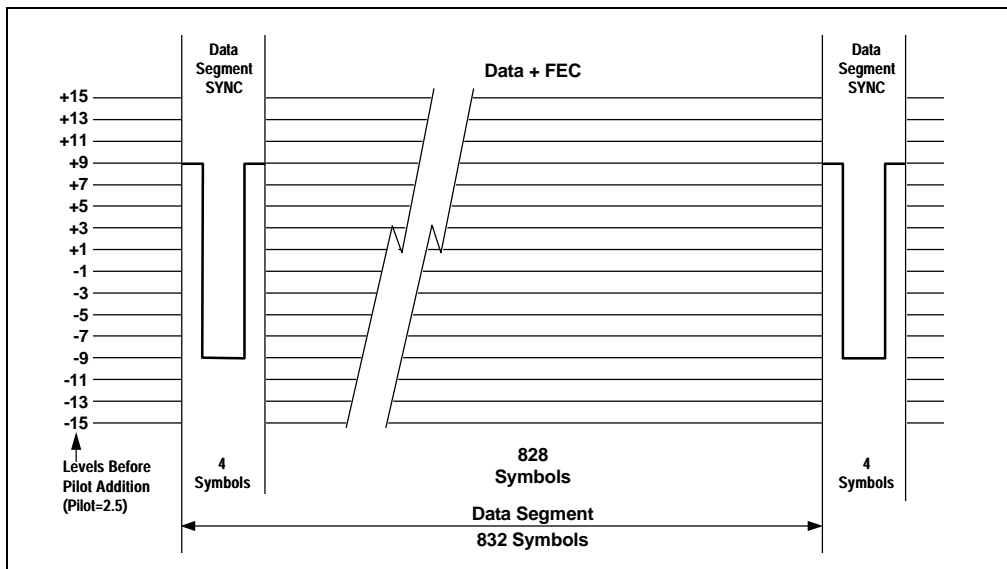 Data
Segment
SYNC
Data + FEC
Data
Segment
SYNC
+15
+13
+11
+9
+7
+5
+3
+1
-1
-3
-5
-7
-9
-11
-13
-15
Levels Before
Pilot Addition
(Pilot=2.5)
4
Symbols
828
Symbols
4
Symbols
Data Segment
832 Symbols